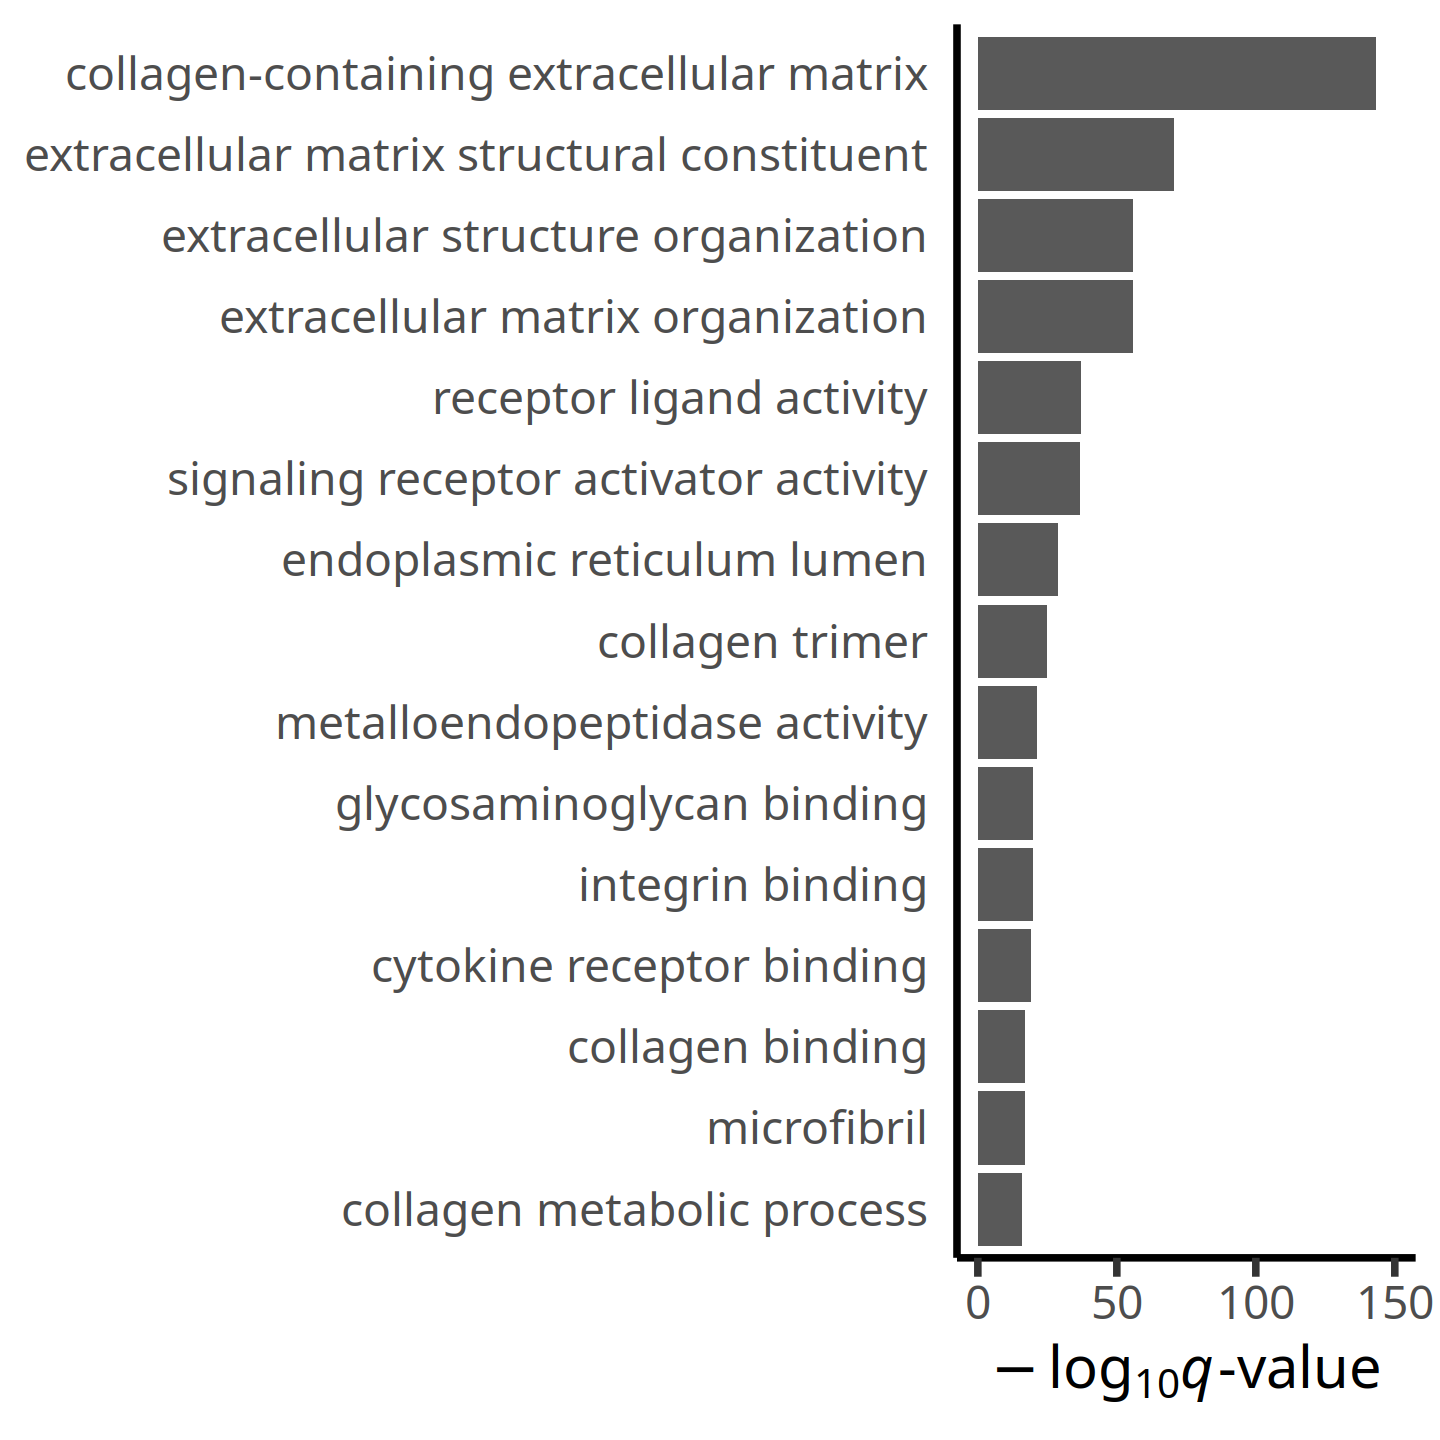 collagen-containing extracellular matrix
extracellular matrix structural constituent
extracellular structure organization
extracellular matrix organization
receptor ligand activity
signaling receptor activator activity
endoplasmic reticulum lumen
collagen trimer
metalloendopeptidase activity
glycosaminoglycan binding
integrin binding
cytokine receptor binding
collagen binding
microfibril
collagen metabolic process
0 50 100 150
− log₁₀q-value